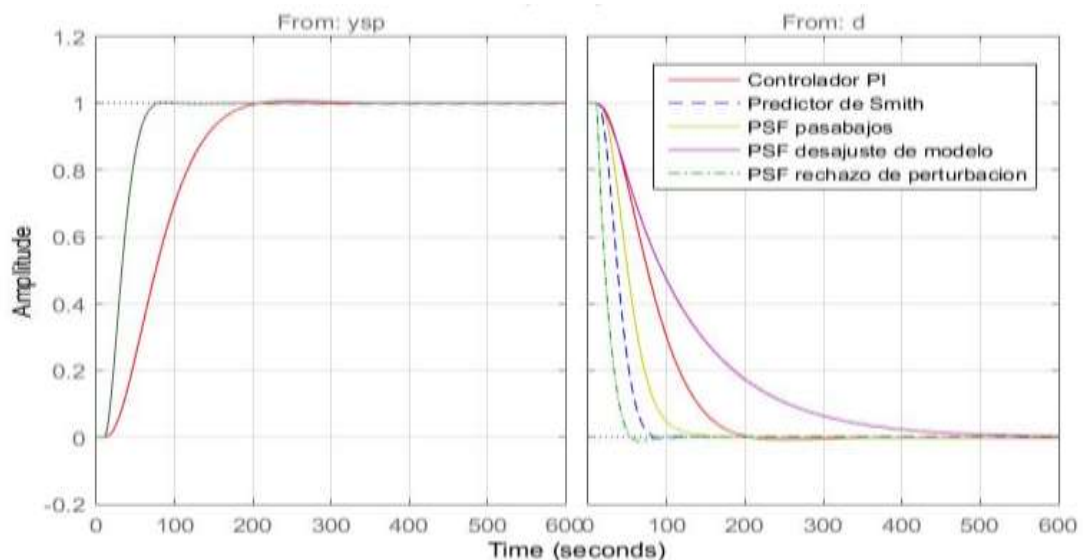 From: ysp
From: d
1.2
1
0.8
0.6
0.4
0.2
0
-0.2
Amplitude
Controlador PI
Predictor de Smith
PSF pasabajos
PSF desajuste de modelo
PSF rechazo de perturbacion
0 100 200 300 400 500 600
0 100 200 300 400 500 600
Time (seconds)